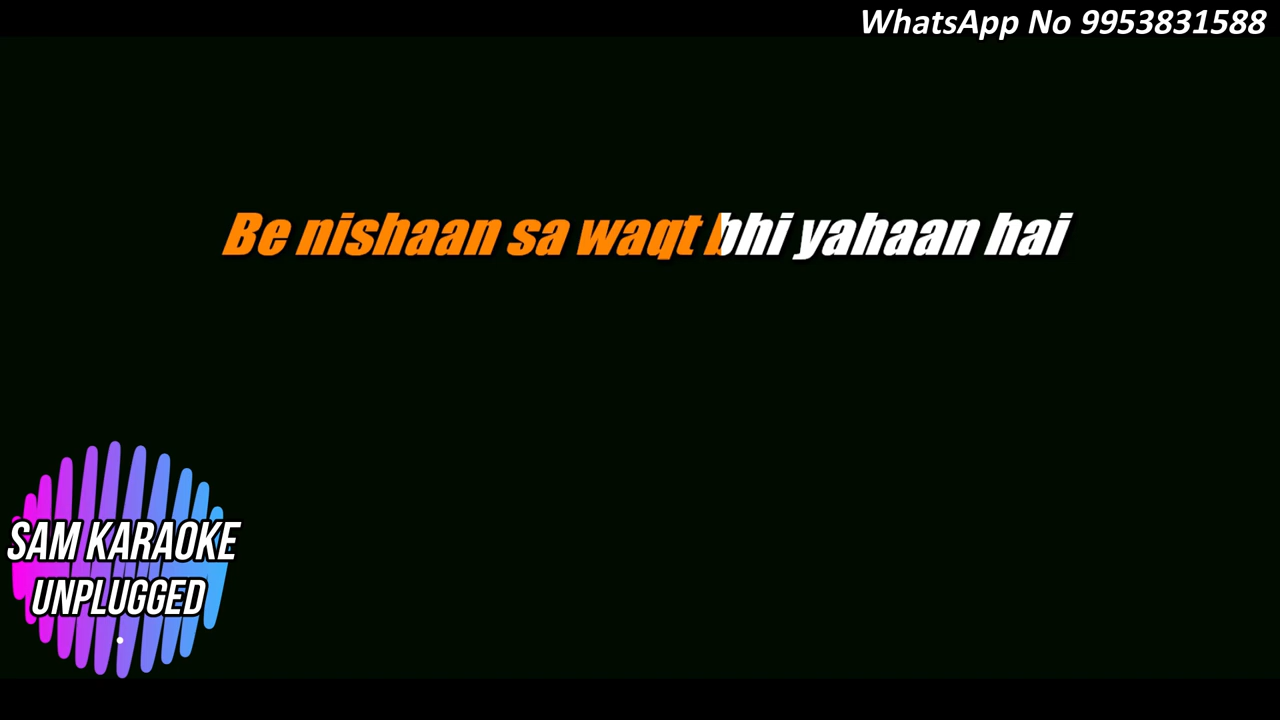 WhatsApp No 9953831588
Be nishaan sa waqt bhi yahaan hai
SAM KARAOKE
UNPLUGGED